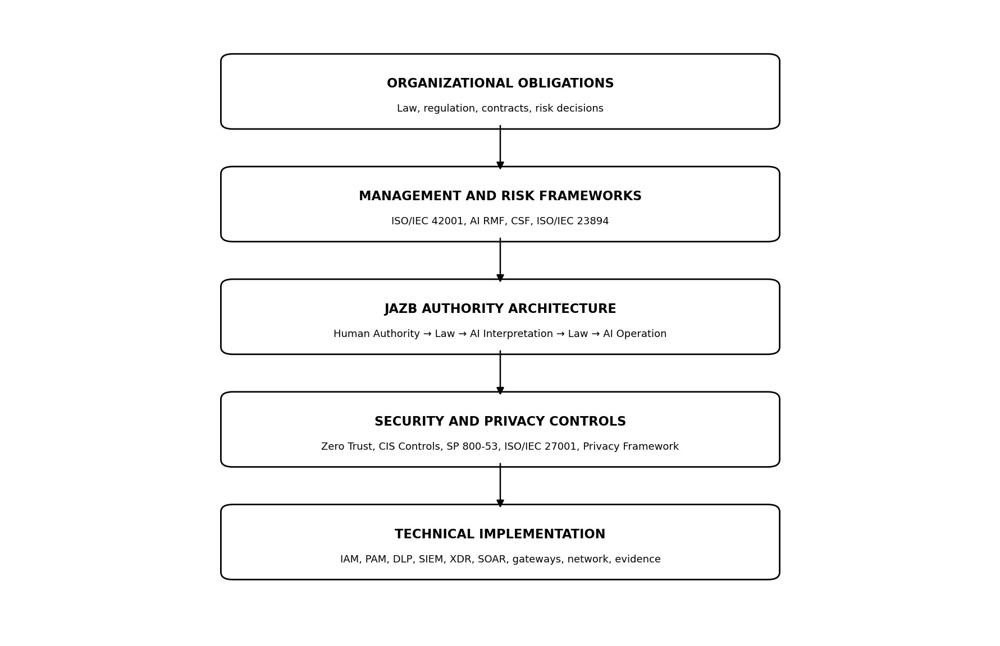 ORGANIZATIONAL OBLIGATIONS
Law, regulation, contracts, risk decisions
MANAGEMENT AND RISK FRAMEWORKS
ISO/IEC 42001, AI RMF, CSF, ISO/IEC 23894
JAZB AUTHORITY ARCHITECTURE
Human Authority → Law → AI Interpretation → Law → AI Operation
SECURITY AND PRIVACY CONTROLS
Zero Trust, CIS Controls, SP 800-53, ISO/IEC 27001, Privacy Framework
TECHNICAL IMPLEMENTATION
IAM, PAM, DLP, SIEM, XDR, SOAR, gateways, network, evidence